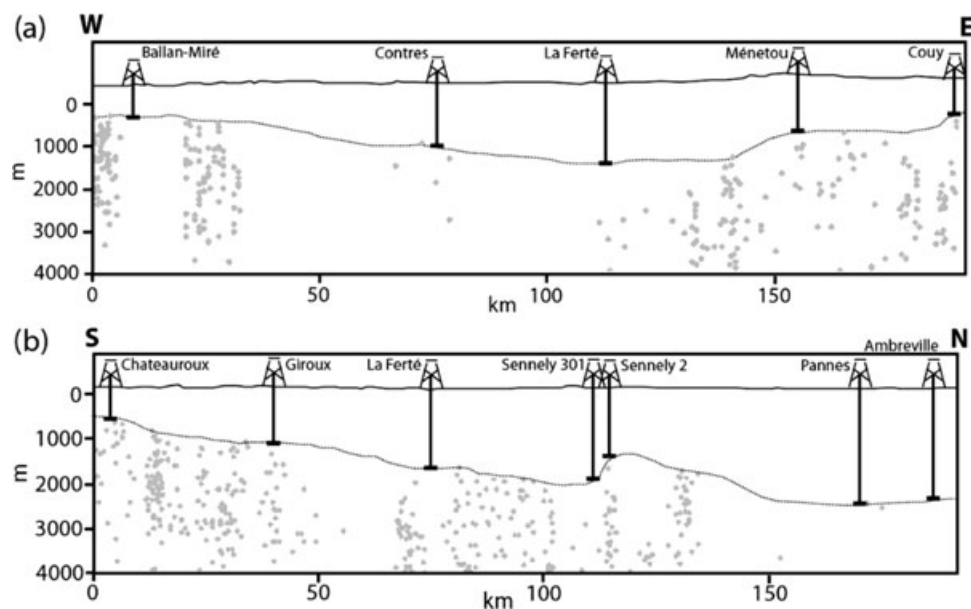 (a) W E
Ballan-Miré Contres La Ferté Ménetou Couy
0
1000
2000
3000
4000
m
0 50 100 150
km
(b) S N
Ambreville
Chateauroux Giroux La Ferté Sennely 301 Sennely 2 Pannes
0
1000
2000
3000
4000
m
0 50 100 150
km